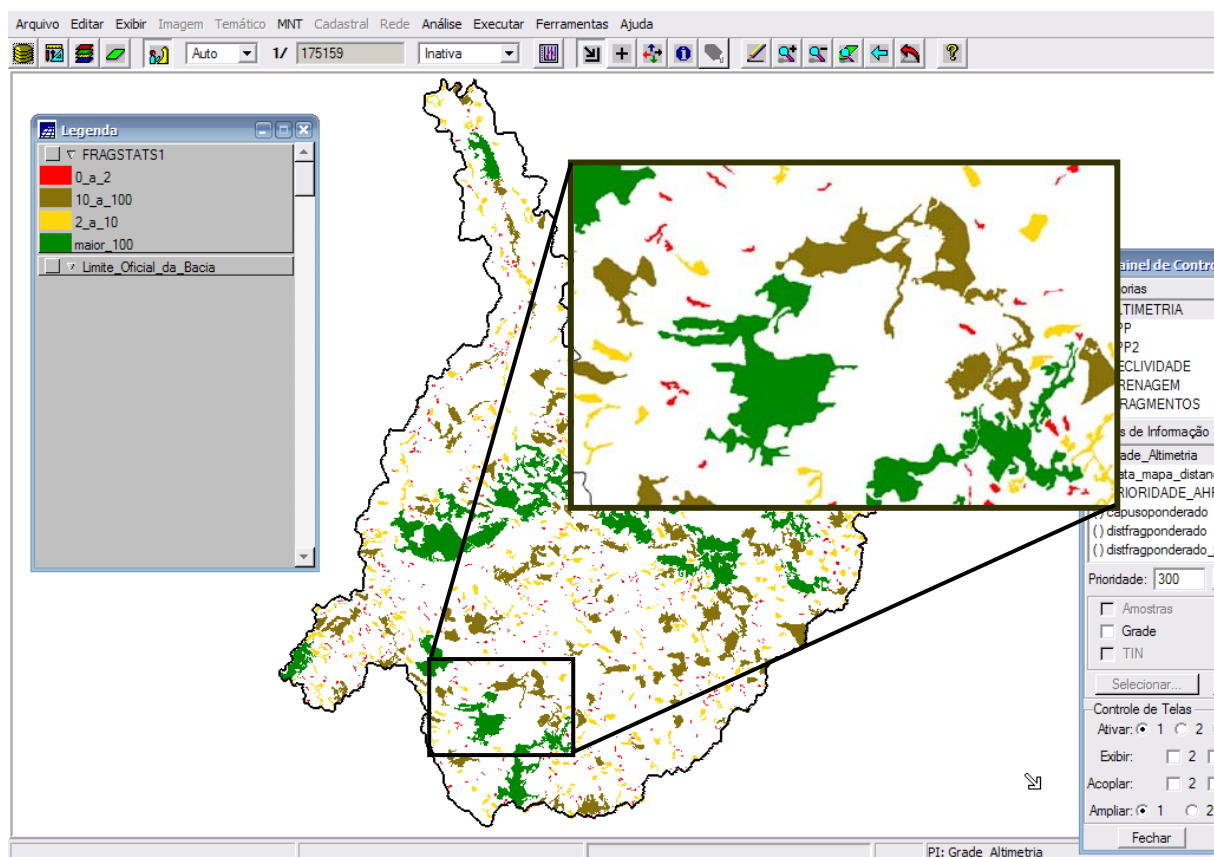 Arquivo Editar Exibir Imagem Temático MNT Cadastral Rede Análise Executar Ferramentas Ajuda
Auto 1/ 175159 Inativa
Legenda
FRAGSTATS1
0_a_2
10_a_100
2_a_10
maior_100
Limite_Oficial_da_Bacia
ainel de Contro
orias
LTIMETRIA
PP
PP2
ECLIVIDADE
RENAGEM
RAGMENTOS
s de Informação
ade_Altimetria
ata_mapa_distanc
RIORIDADE_AHP
() capusoponderado
() distfragponderado
() distfragponderado_
Prioridade: 300
Amostras
Grade
TIN
Selecionar...
Controle de Telas
Ativar: 1 2
Exibir: 2
Acoplar: 2
Ampliar: 1 2
Fechar
PI: Grade_Altimetria